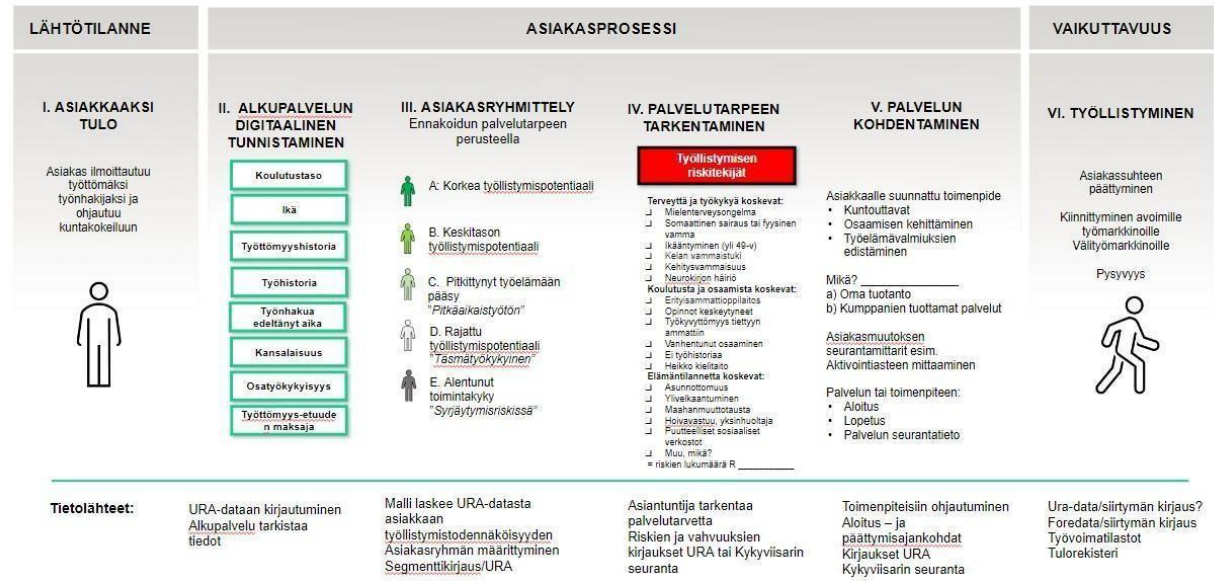 LÄHTÖTILANNE
ASIAKASPROSESSI
VAIKUTTAVUUS
I. ASIAKKAAKSI
TULO
Asiakas ilmoittautuu
työttömäksi
työnhakijaksi ja
ohjautuu
kuntakokeiluun
II. ALKUPALVELUN
DIGITAALINEN
TUNNISTAMINEN
Koulutustaso
Ikä
Työttömyyshistoria
Työhistoria
Työnhakua
edeltänyt aika
Kansalaisuus
Osatyökykyisyys
Työttömyys-etuude
n maksaja
III. ASIAKASRYHMITTELY
Ennakoidun palvelutarpeen
perusteella
A: Korkea työllistymispotentiaali
B. Keskitason
työllistymispotentiaali
C. Pitkittynyt työelämään
pääsy
"Pitkäaikaistyötön"
D. Rajattu
työllistymispotentiaali
"Täsmätyökykyinen"
E. Alentunut
toimintakyky
"Syrjäytymisriskissä"
IV. PALVELUTARPEEN
TARKENTAMINEN
Työllistymisen
riskitekijät
Terveyttä ja työkykyä koskevat:
Mielenterveysongelma
Somaattinen sairaus tai fyysinen
vamma
Ikääntyminen (yli 49-v)
Kelan vammaistuki
Kehitysvammaisuus
Neurokirjon häiriö
Koulutusta ja osaamista koskevat:
Erityisammattioppilaitos
Opinnot keskeytyneet
Työkyvyttömyys tiettyyn
ammattiin
Vanhentunut osaaminen
Ei työhistoriaa
Heikko kielitaito
Elämäntilannetta koskevat:
Asunnottomuus
Ylivelkaantuminen
Maahanmuuttotausta
Hoivavastuu, yksinhuoltaja
Puutteelliset sosiaaliset
verkostot
Muu, mikä?
= riskien lukumäärä R __________
V. PALVELUN
KOHDENTAMINEN
Asiakkaalle suunnattu toimenpide
• Kuntouttavat
• Osaamisen kehittäminen
• Työelämävalmiuksien
edistäminen
Mikä? ______________
a) Oma tuotanto
b) Kumppanien tuottamat palvelut
Asiakasmuutoksen
seurantamittarit esim.
Aktivointiasteen mittaaminen
Palvelun tai toimenpiteen:
• Aloitus
• Lopetus
• Palvelun seurantatieto
VI. TYÖLLISTYMINEN
Asiakassuhteen
päättyminen
Kiinnittyminen avoimille
työmarkkinoille
Välityömarkkinoille
Pysyvyys
Tietolähteet:
URA-dataan kirjautuminen
Alkupalvelu tarkistaa
tiedot
Malli laskee URA-datasta
asiakkaan
työllistymistodennäköisyyden
Asiakasryhmän määrittyminen
Segmenttikirjaus/URA
Asiantuntija tarkentaa
palvelutarvetta
Riskien ja vahvuuksien
kirjaukset URA tai Kykyviisarin
seuranta
Toimenpiteisiin ohjautuminen
Aloitus – ja
päättymisajankohdat
Kirjaukset URA
Kykyviisarin seuranta
Ura-data/siirtymän kirjaus?
Foredata/siirtymän kirjaus
Työvoimatilastot
Tulorekisteri